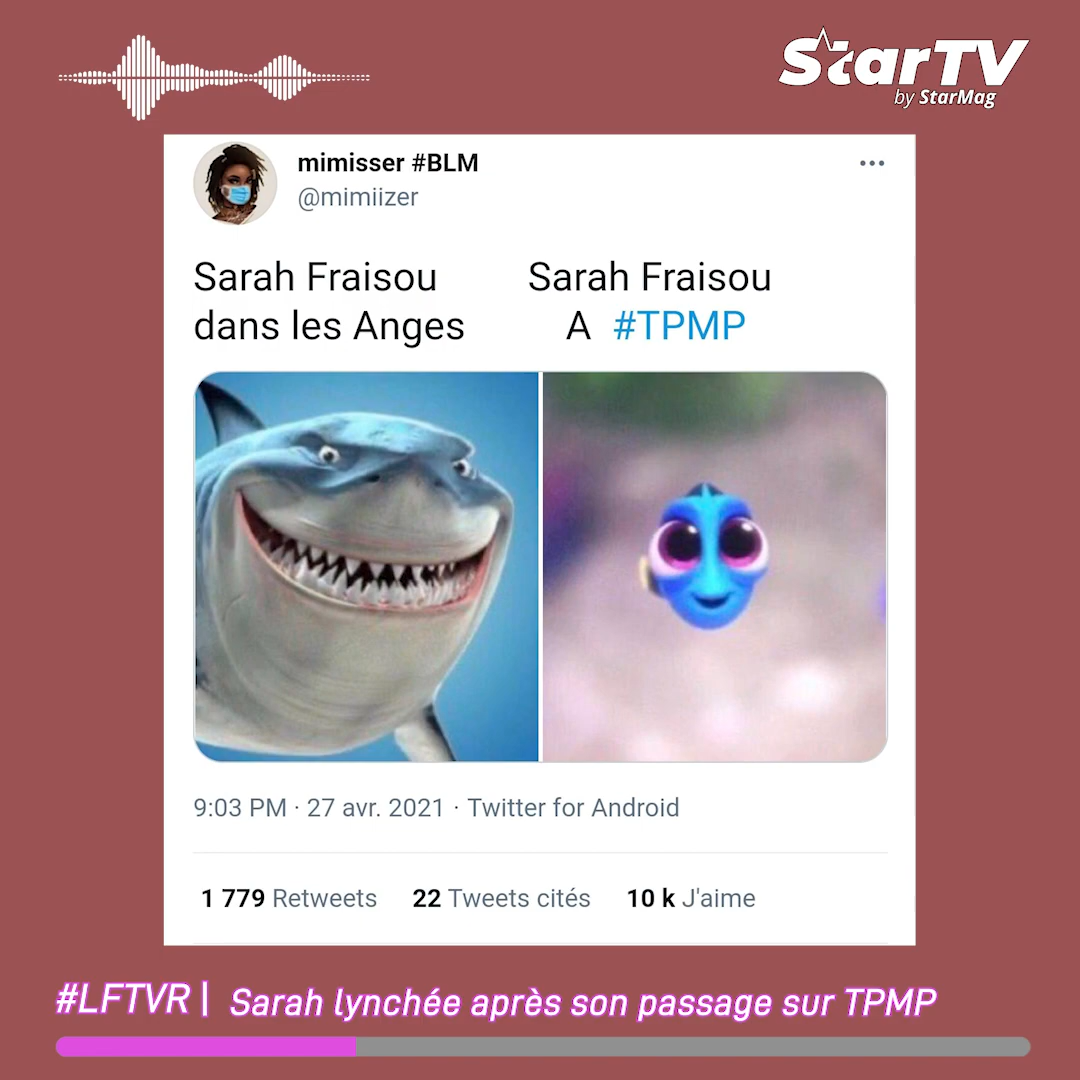 StarTV
by StarMag
mimisser #BLM
@mimiizer
Sarah Fraisou Sarah Fraisou
dans les Anges A #TPMP
9:03 PM · 27 avr. 2021 · Twitter for Android
1 779 Retweets 22 Tweets cités 10 k J'aime
#LFTVR | Sarah lynchée après son passage sur TPMP